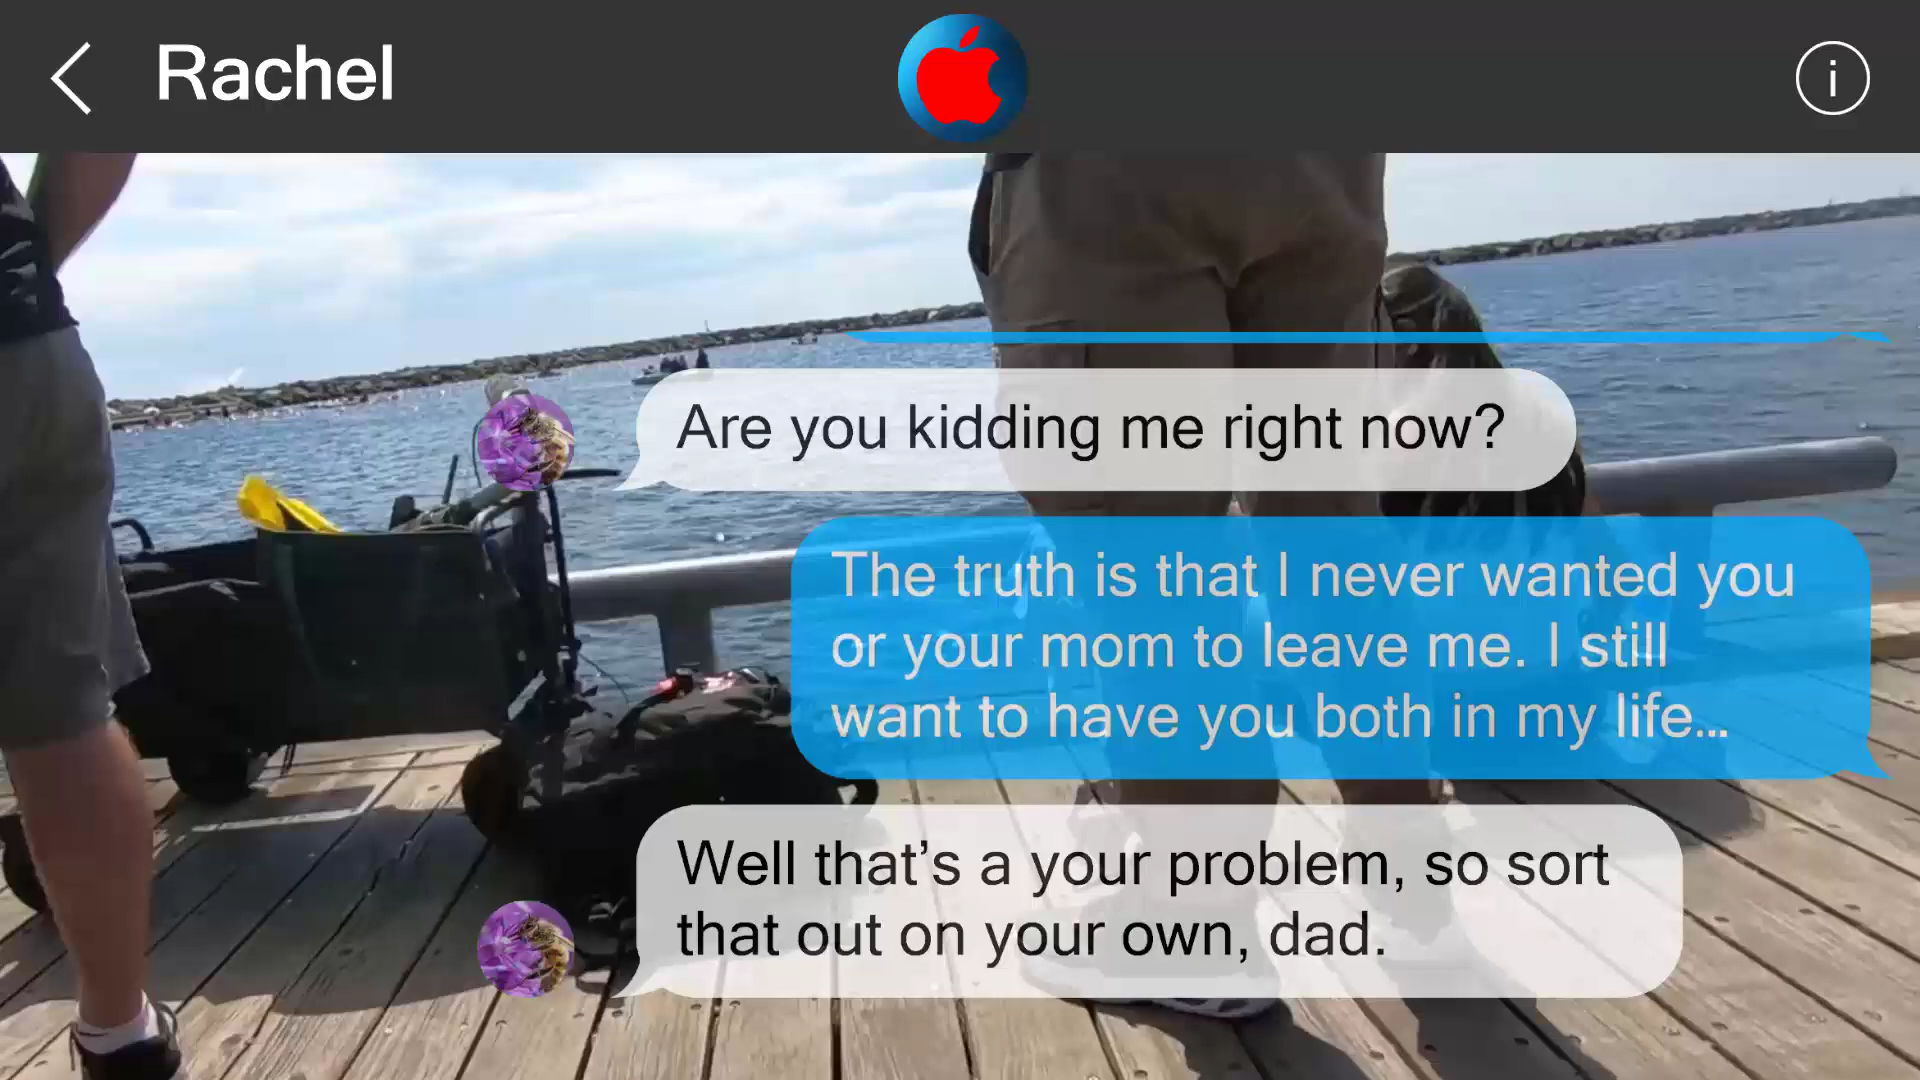 Rachel
i
Are you kidding me right now?
The truth is that I never wanted you
or your mom to leave me. I still
want to have you both in my life...
Well that’s a your problem, so sort
that out on your own, dad.